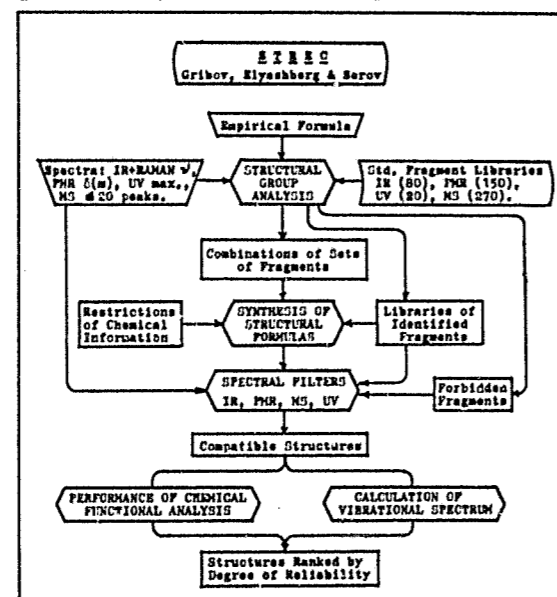 S T R E C
Gribov, Elyashberg & Serov
Empirical Formula
Spectra: IR+RAMAN ν,
PMR δ(m), UV max.,
MS ≤ 20 peaks.
STRUCTURAL
GROUP
ANALYSIS
Std. Fragment Libraries
IR (80), PMR (150),
UV (20), MS (270).
Combinations of Sets
of Fragments
Restrictions
of Chemical
Information
SYNTHESIS OF
STRUCTURAL
FORMULAS
Libraries of
Identified
Fragments
SPECTRAL FILTERS
IR, PMR, MS, UV
Forbidden
Fragments
Compatible Structures
PERFORMANCE OF CHEMICAL
FUNCTIONAL ANALYSIS
CALCULATION OF
VIBRATIONAL SPECTRUM
Structures Ranked by
Degree of Reliability